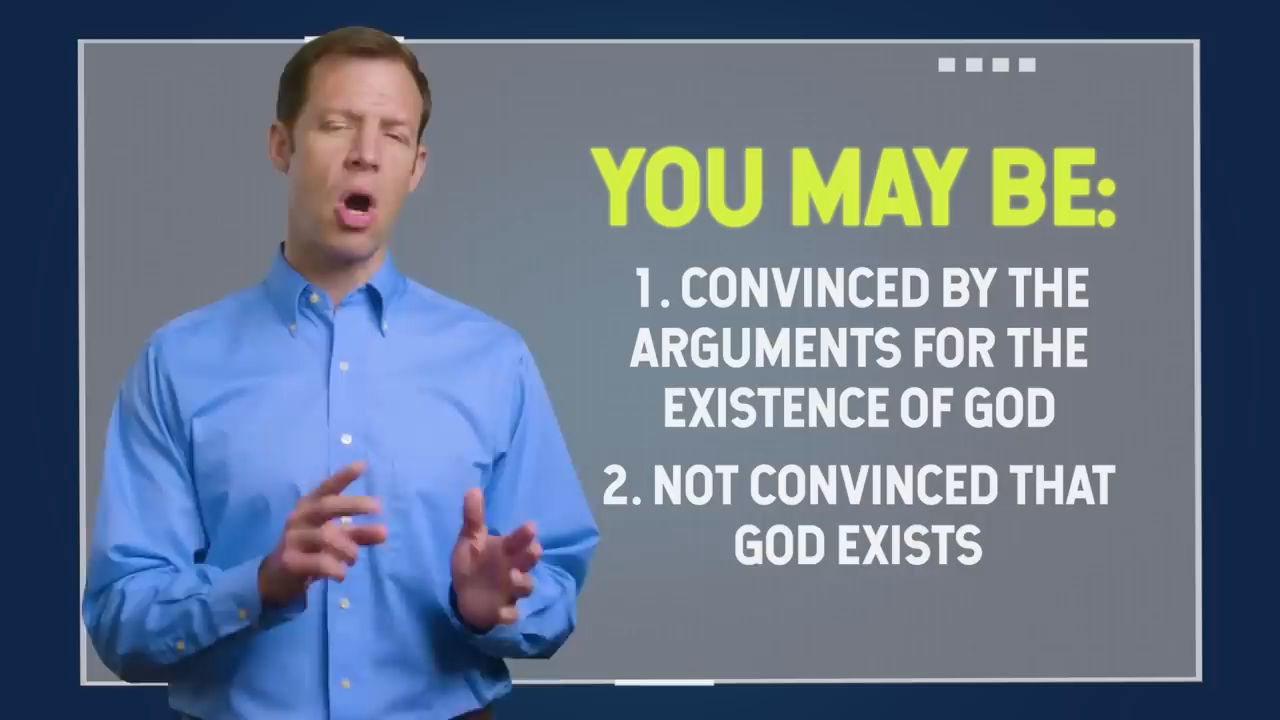 YOU MAY BE:
1. CONVINCED BY THE
ARGUMENTS FOR THE
EXISTENCE OF GOD
2. NOT CONVINCED THAT
GOD EXISTS